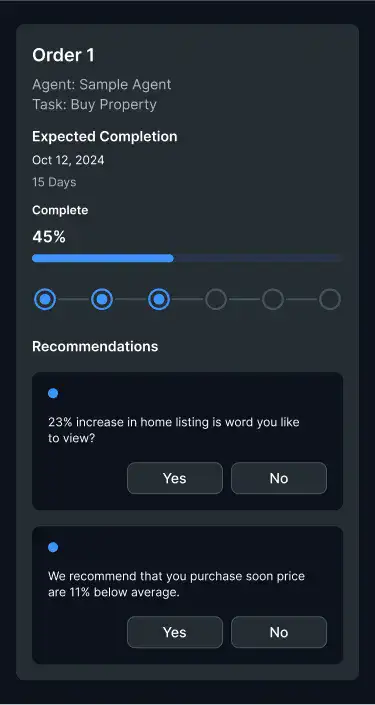 Order 1
Agent: Sample Agent
Task: Buy Property
Expected Completion
Oct 12, 2024
15 Days
Complete
45%
Recommendations
23% increase in home listing is word you like
to view?
Yes No
We recommend that you purchase soon price
are 11% below average.
Yes No